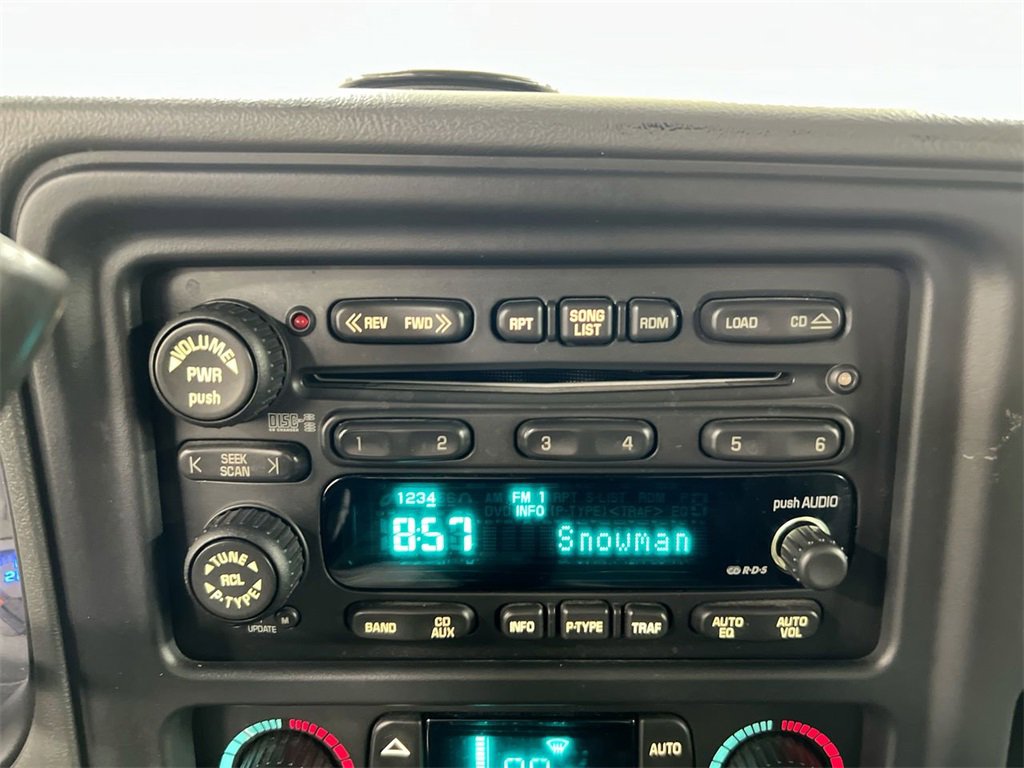 REV FWD
RPT SONG LIST RDM
LOAD CD
VOLUME
PWR
push
DISC
1 2 3 4 5 6
SEEK
SCAN
1234 FM 1
INFO
8:57 Snowman
push AUDIO
R·D·S
TUNE
RCL
P-TYPE
UPDATE M
BAND CD AUX INFO P-TYPE TRAF AUTO EQ AUTO VOL
AUTO